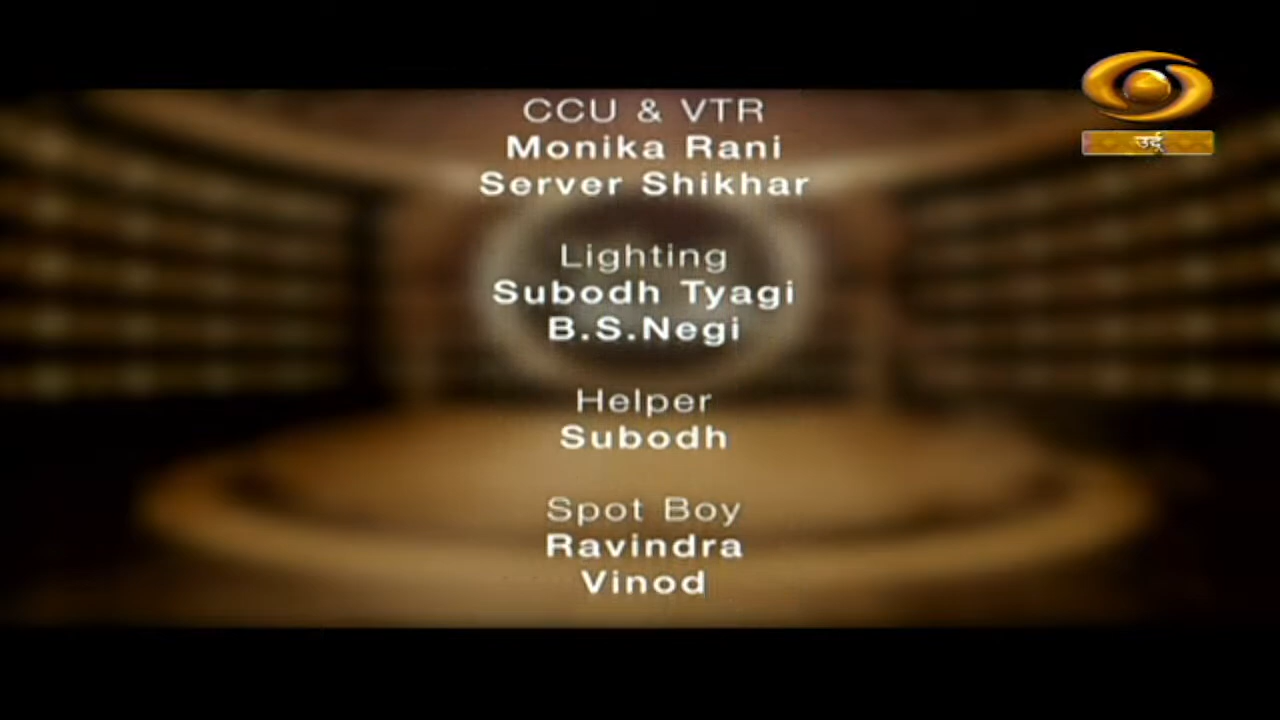 CCU & VTR
Monika Rani
Server Shikhar
Lighting
Subodh Tyagi
B.S.Negi
Helper
Subodh
Spot Boy
Ravindra
Vinod
उर्दू